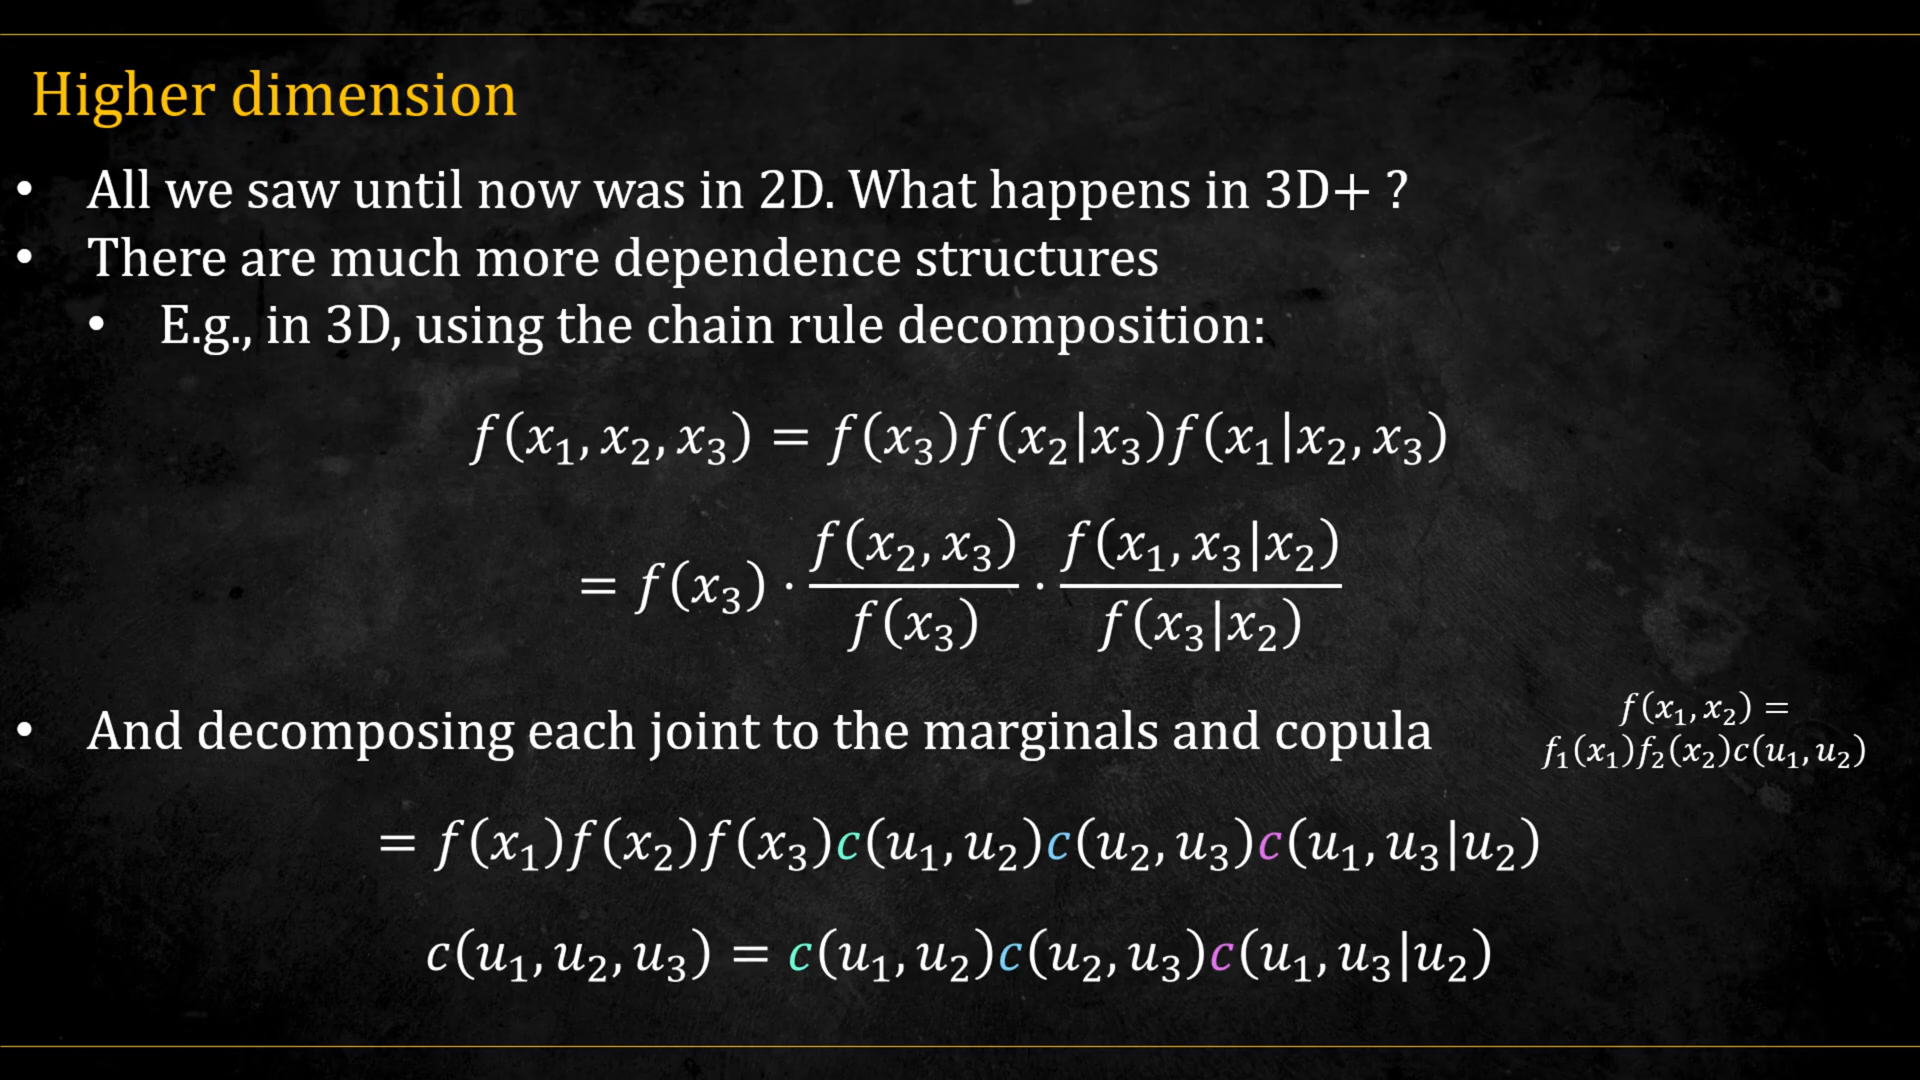 Higher dimension
• All we saw until now was in 2D. What happens in 3D+ ?
• There are much more dependence structures
• E.g., in 3D, using the chain rule decomposition:
f(x₁, x₂, x₃) = f(x₃)f(x₂|x₃)f(x₁|x₂, x₃)
= f(x₃) · f(x₂, x₃)/f(x₃) · f(x₁, x₃|x₂)/f(x₃|x₂)
• And decomposing each joint to the marginals and copula
f(x₁, x₂) =
f₁(x₁)f₂(x₂)c(u₁, u₂)
= f(x₁)f(x₂)f(x₃)c(u₁, u₂)c(u₂, u₃)c(u₁, u₃|u₂)
c(u₁, u₂, u₃) = c(u₁, u₂)c(u₂, u₃)c(u₁, u₃|u₂)